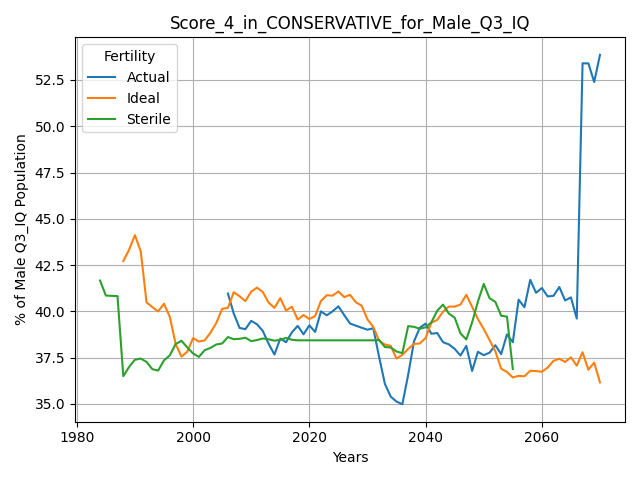 Score_4_in_CONSERVATIVE_for_Male_Q3_IQ
Fertility
Actual
Ideal
Sterile
% of Male Q3_IQ Population
52.5
50.0
47.5
45.0
42.5
40.0
37.5
35.0
1980
2000
2020
2040
2060
Years